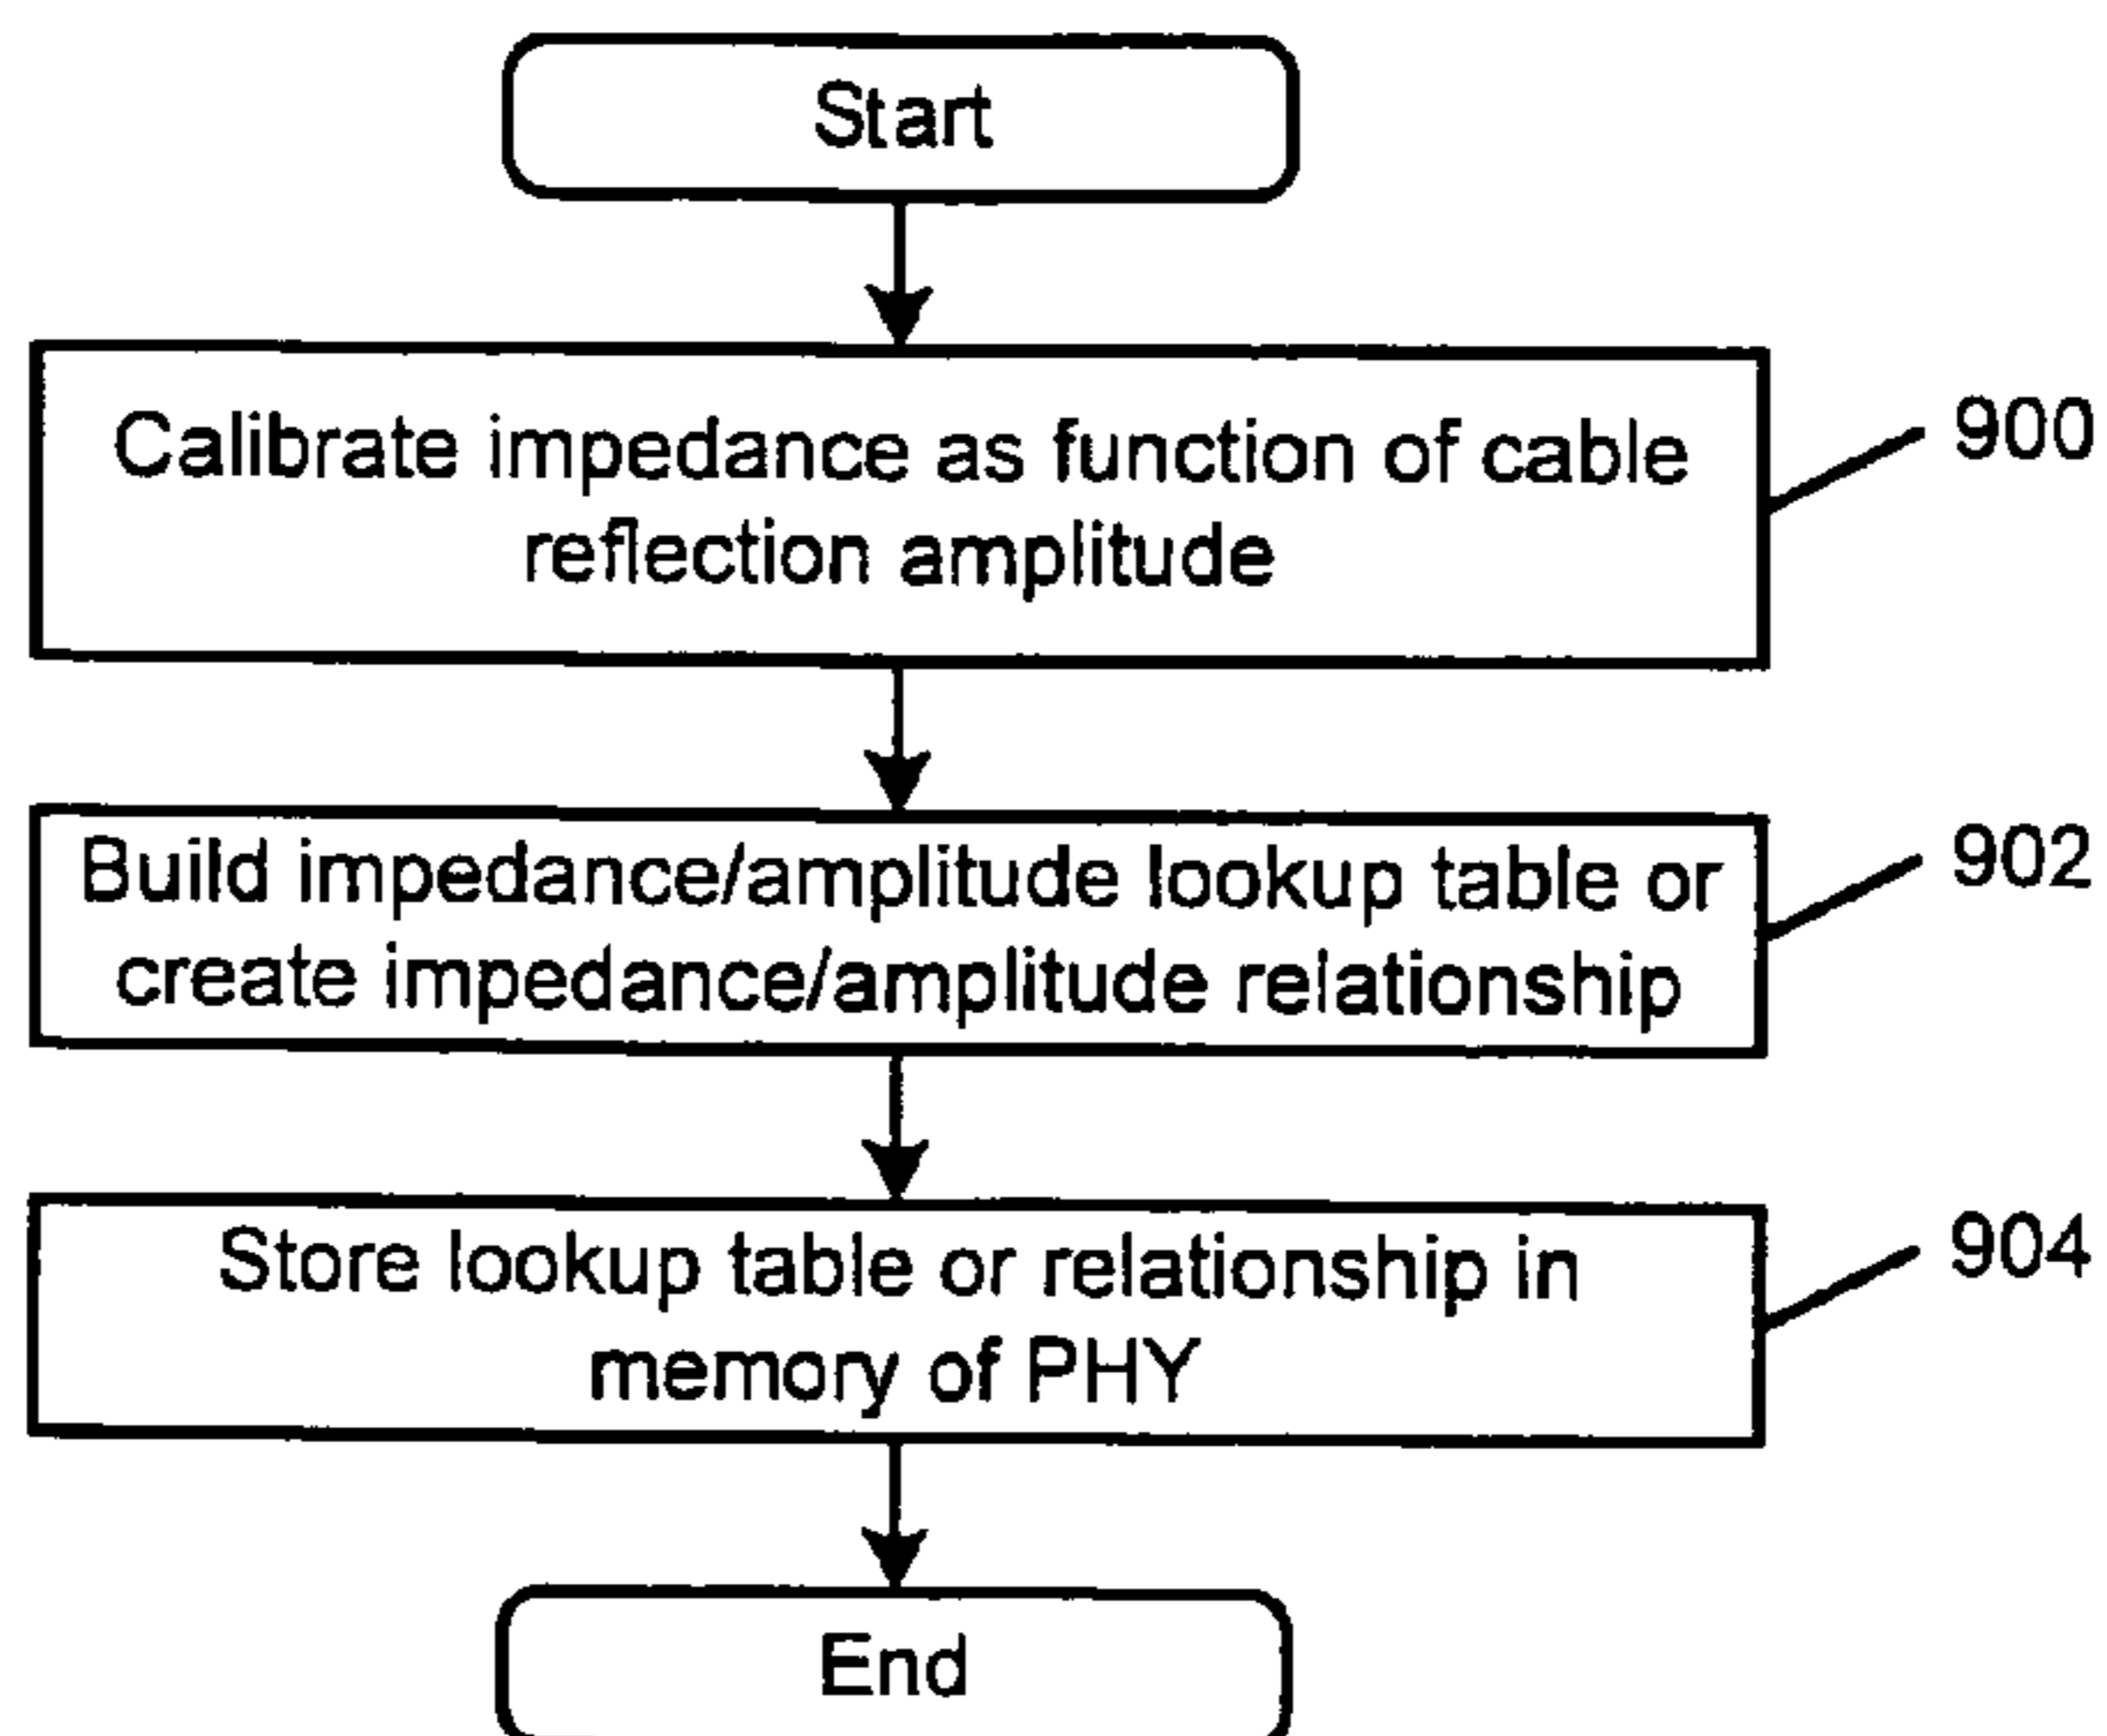 Start
Calibrate impedance as function of cable
reflection amplitude
900
Build impedance/amplitude lookup table or
create impedance/amplitude relationship
902
Store lookup table or relationship in
memory of PHY
904
End